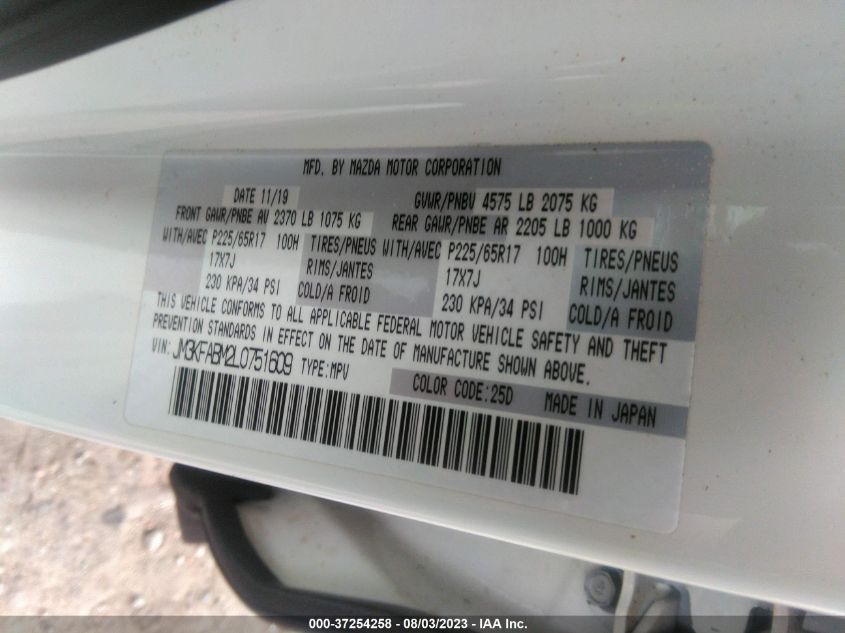 MFD. BY MAZDA MOTOR CORPORATION
DATE 11/19 GVWR/PNBV 4575 LB 2075 KG
FRONT GAWR/PNBE AV 2370 LB 1075 KG REAR GAWR/PNBE AR 2205 LB 1000 KG
WITH/AVEC P225/65R17 100H TIRES/PNEUS WITH/AVEC P225/65R17 100H TIRES/PNEUS
17X7J RIMS/JANTES 17X7J RIMS/JANTES
230 KPA/34 PSI COLD/A FROID 230 KPA/34 PSI COLD/A FROID
THIS VEHICLE CONFORMS TO ALL APPLICABLE FEDERAL MOTOR VEHICLE SAFETY AND THEFT
PREVENTION STANDARDS IN EFFECT ON THE DATE OF MANUFACTURE SHOWN ABOVE.
VIN: JM3KFABM2L0751609 TYPE:MPV
COLOR CODE:25D MADE IN JAPAN
000-37254258 - 08/03/2023 - IAA Inc.